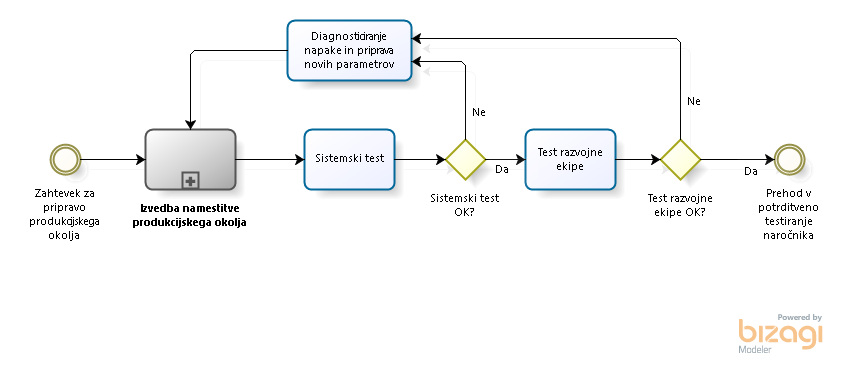 Diagnosticiranje
napake in priprava
novih parametrov
Ne
Ne
Sistemski test
Da
Test razvojne
ekipe
Da
Zahtevek za
pripravo
produkcijskega
okolja
Izvedba namestitve
produkcijskega okolja
Sistemski test
OK?
Test razvojne
ekipe OK?
Prehod v
potrditveno
testiranje
naročnika
Powered by
bizagi
Modeler